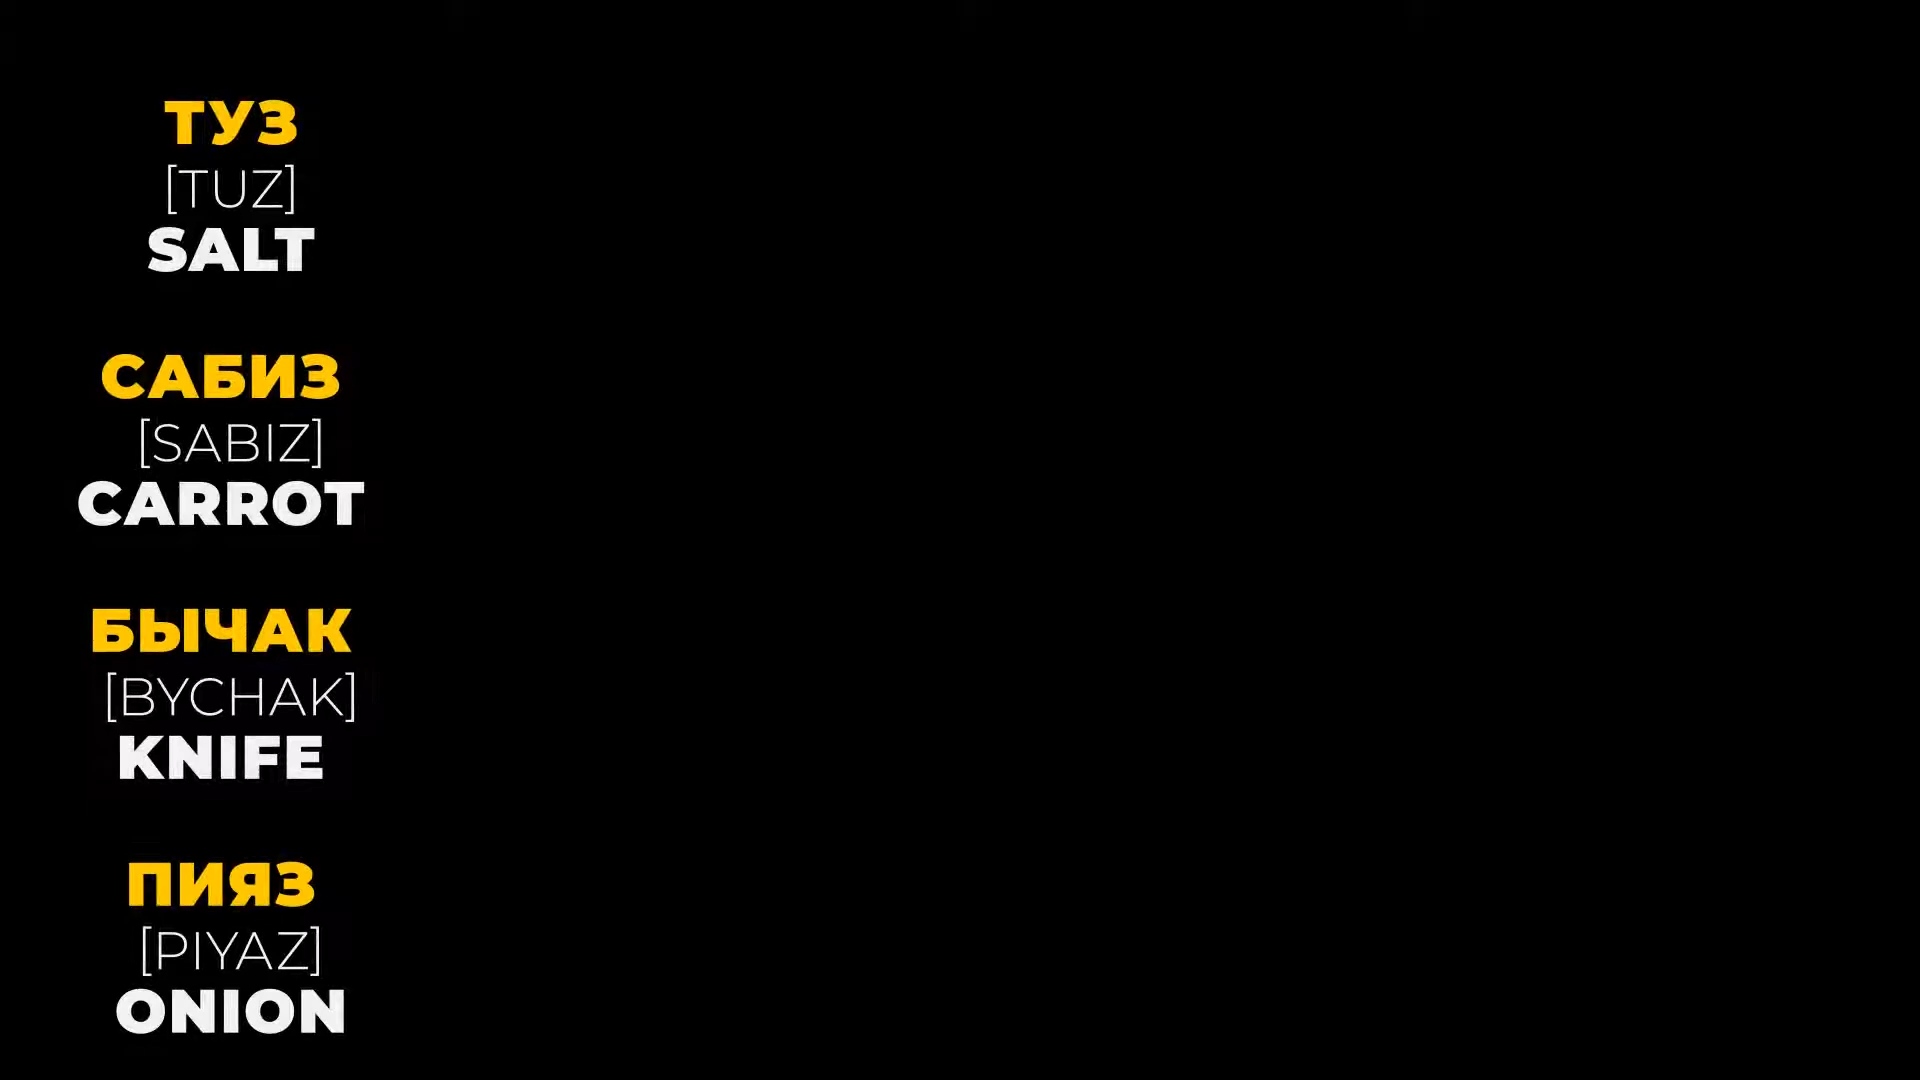 ТУЗ
[TUZ]
SALT
САБИЗ
[SABIZ]
CARROT
БЫЧАК
[BYCHAK]
KNIFE
ПИЯЗ
[PIYAZ]
ONION